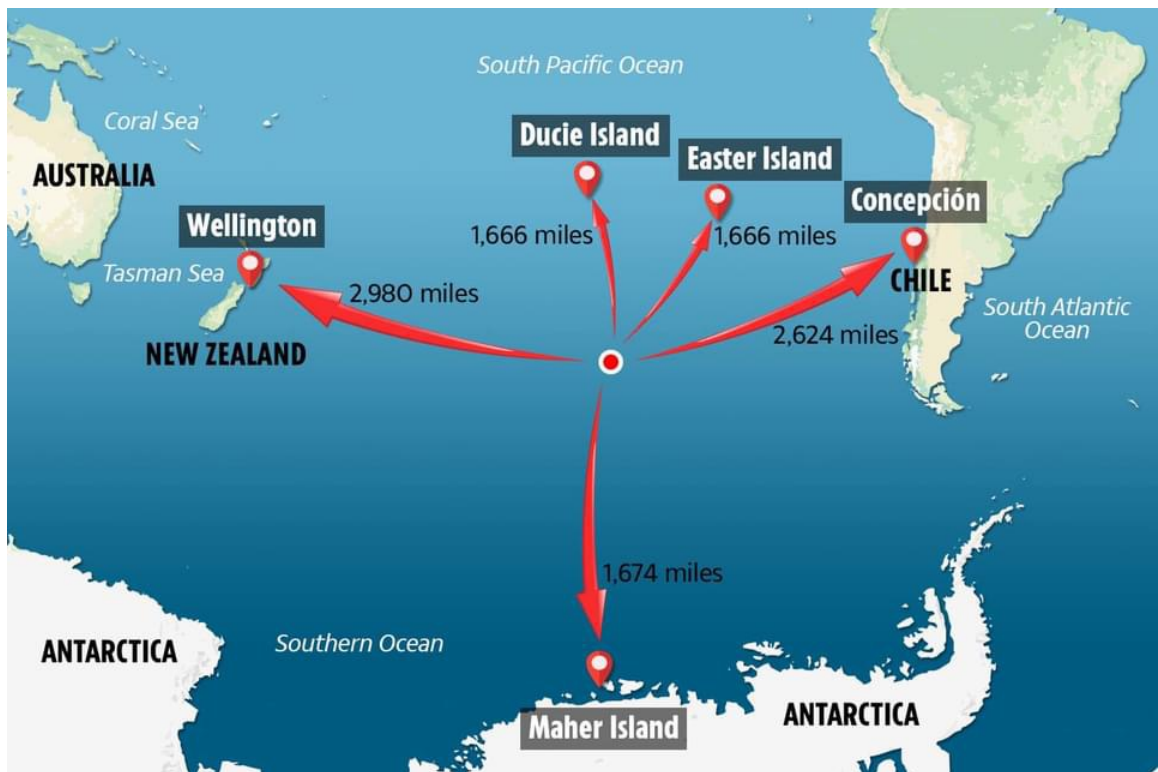 South Pacific Ocean
Coral Sea
Ducie Island
Easter Island
AUSTRALIA
Concepción
Wellington
1,666 miles
1,666 miles
Tasman Sea
2,980 miles
CHILE
South Atlantic
Ocean
2,624 miles
NEW ZEALAND
1,674 miles
Southern Ocean
ANTARCTICA
Maher Island
ANTARCTICA